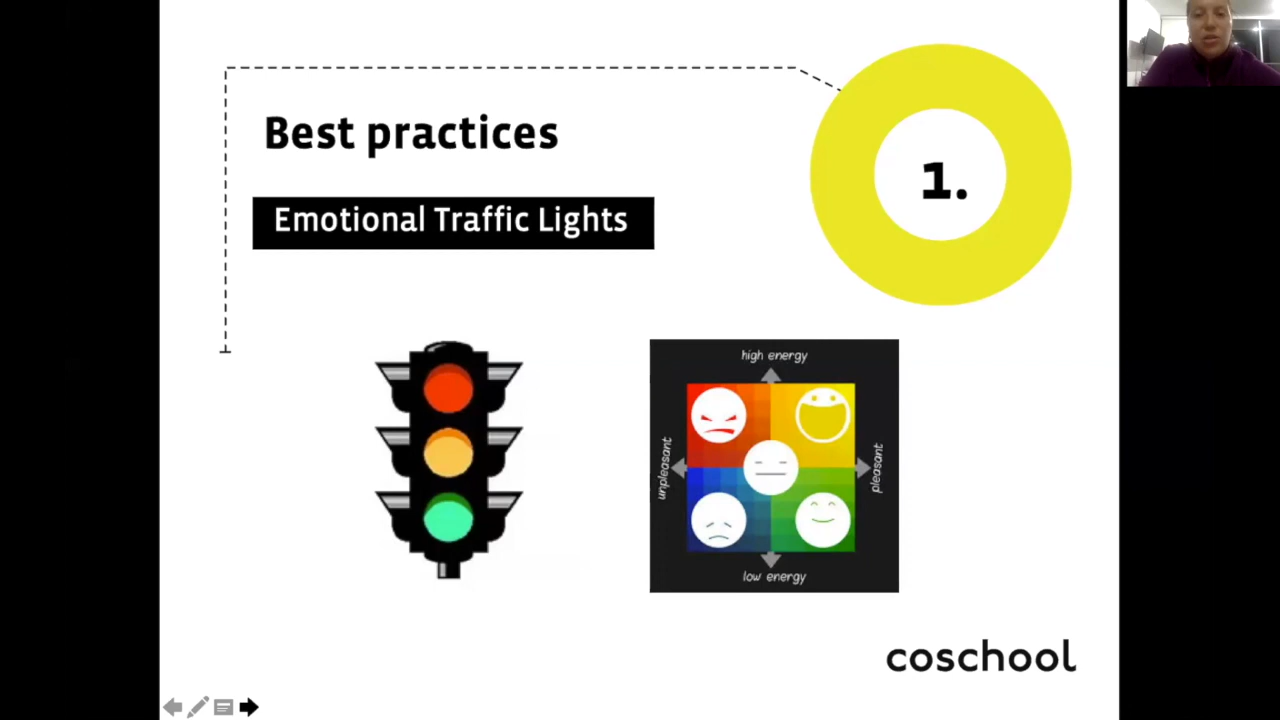 Best practices
1.
Emotional Traffic Lights
high energy
unpleasant
pleasant
low energy
coschool